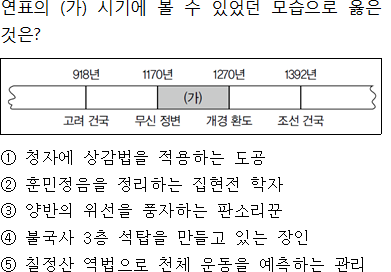 연표의 (가) 시기에 볼 수 있었던 모습으로 옳은
것은?
918년 1170년 1270년 1392년
(가)
고려 건국 무신 정변 개경 환도 조선 건국
① 청자에 상감법을 적용하는 도공
② 훈민정음을 정리하는 집현전 학자
③ 양반의 위선을 풍자하는 판소리꾼
④ 불국사 3층 석탑을 만들고 있는 장인
⑤ 칠정산 역법으로 천체 운동을 예측하는 관리